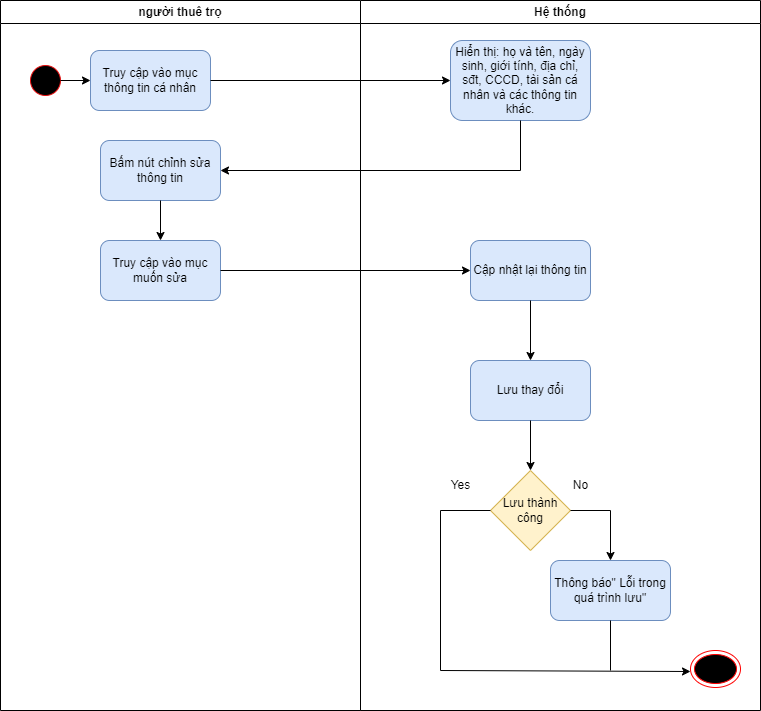 người thuê trọ
Hệ thống
Truy cập vào mục
thông tin cá nhân
Hiển thị: họ và tên, ngày
sinh, giới tính, địa chỉ,
sđt, CCCD, tài sản cá
nhân và các thông tin
khác.
Bấm nút chỉnh sửa
thông tin
Truy cập vào mục
muốn sửa
Cập nhật lại thông tin
Lưu thay đổi
Yes
No
Lưu thành
công
Thông báo" Lỗi trong
quá trình lưu"